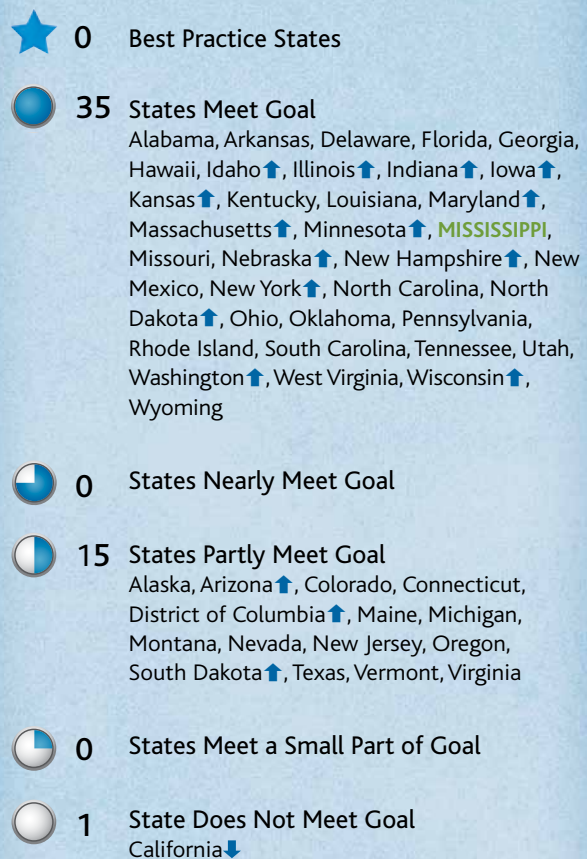 0 Best Practice States
35 States Meet Goal
Alabama, Arkansas, Delaware, Florida, Georgia,
Hawaii, Idaho⬆, Illinois⬆, Indiana⬆, Iowa⬆,
Kansas⬆, Kentucky, Louisiana, Maryland⬆,
Massachusetts⬆, Minnesota⬆, MISSISSIPPI,
Missouri, Nebraska⬆, New Hampshire⬆, New
Mexico, New York⬆, North Carolina, North
Dakota⬆, Ohio, Oklahoma, Pennsylvania,
Rhode Island, South Carolina, Tennessee, Utah,
Washington⬆, West Virginia, Wisconsin⬆,
Wyoming
0 States Nearly Meet Goal
15 States Partly Meet Goal
Alaska, Arizona⬆, Colorado, Connecticut,
District of Columbia⬆, Maine, Michigan,
Montana, Nevada, New Jersey, Oregon,
South Dakota⬆, Texas, Vermont, Virginia
0 States Meet a Small Part of Goal
1 State Does Not Meet Goal
California⬇